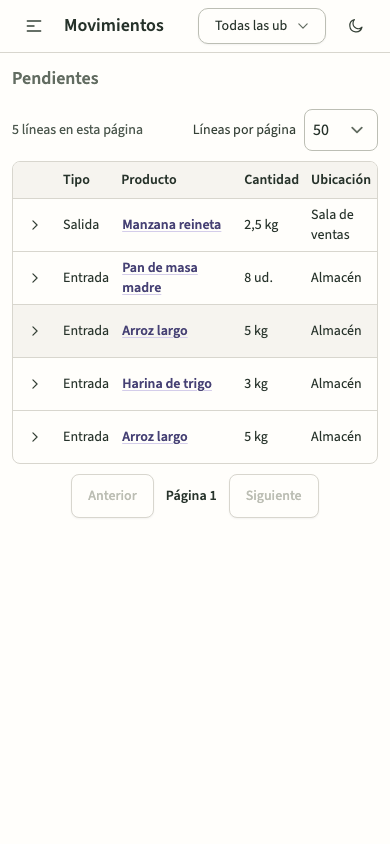 Movimientos
Todas las ub
Pendientes
5 líneas en esta página
Líneas por página
50
Tipo Producto Cantidad Ubicación
Salida Manzana reineta 2,5 kg Sala de ventas
Entrada Pan de masa madre 8 ud. Almacén
Entrada Arroz largo 5 kg Almacén
Entrada Harina de trigo 3 kg Almacén
Entrada Arroz largo 5 kg Almacén
Anterior Página 1 Siguiente